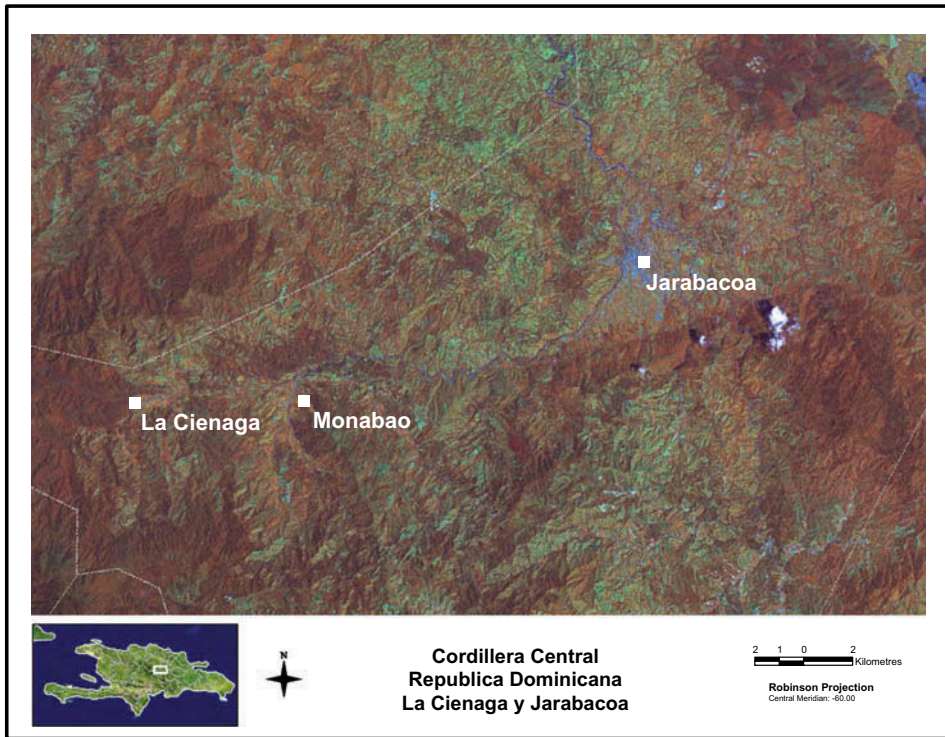 Jarabacoa
La Cienaga
Monabao
N
Cordillera Central
Republica Dominicana
La Cienaga y Jarabacoa
2 1 0 2
Kilometres
Robinson Projection
Central Meridian: -60.00